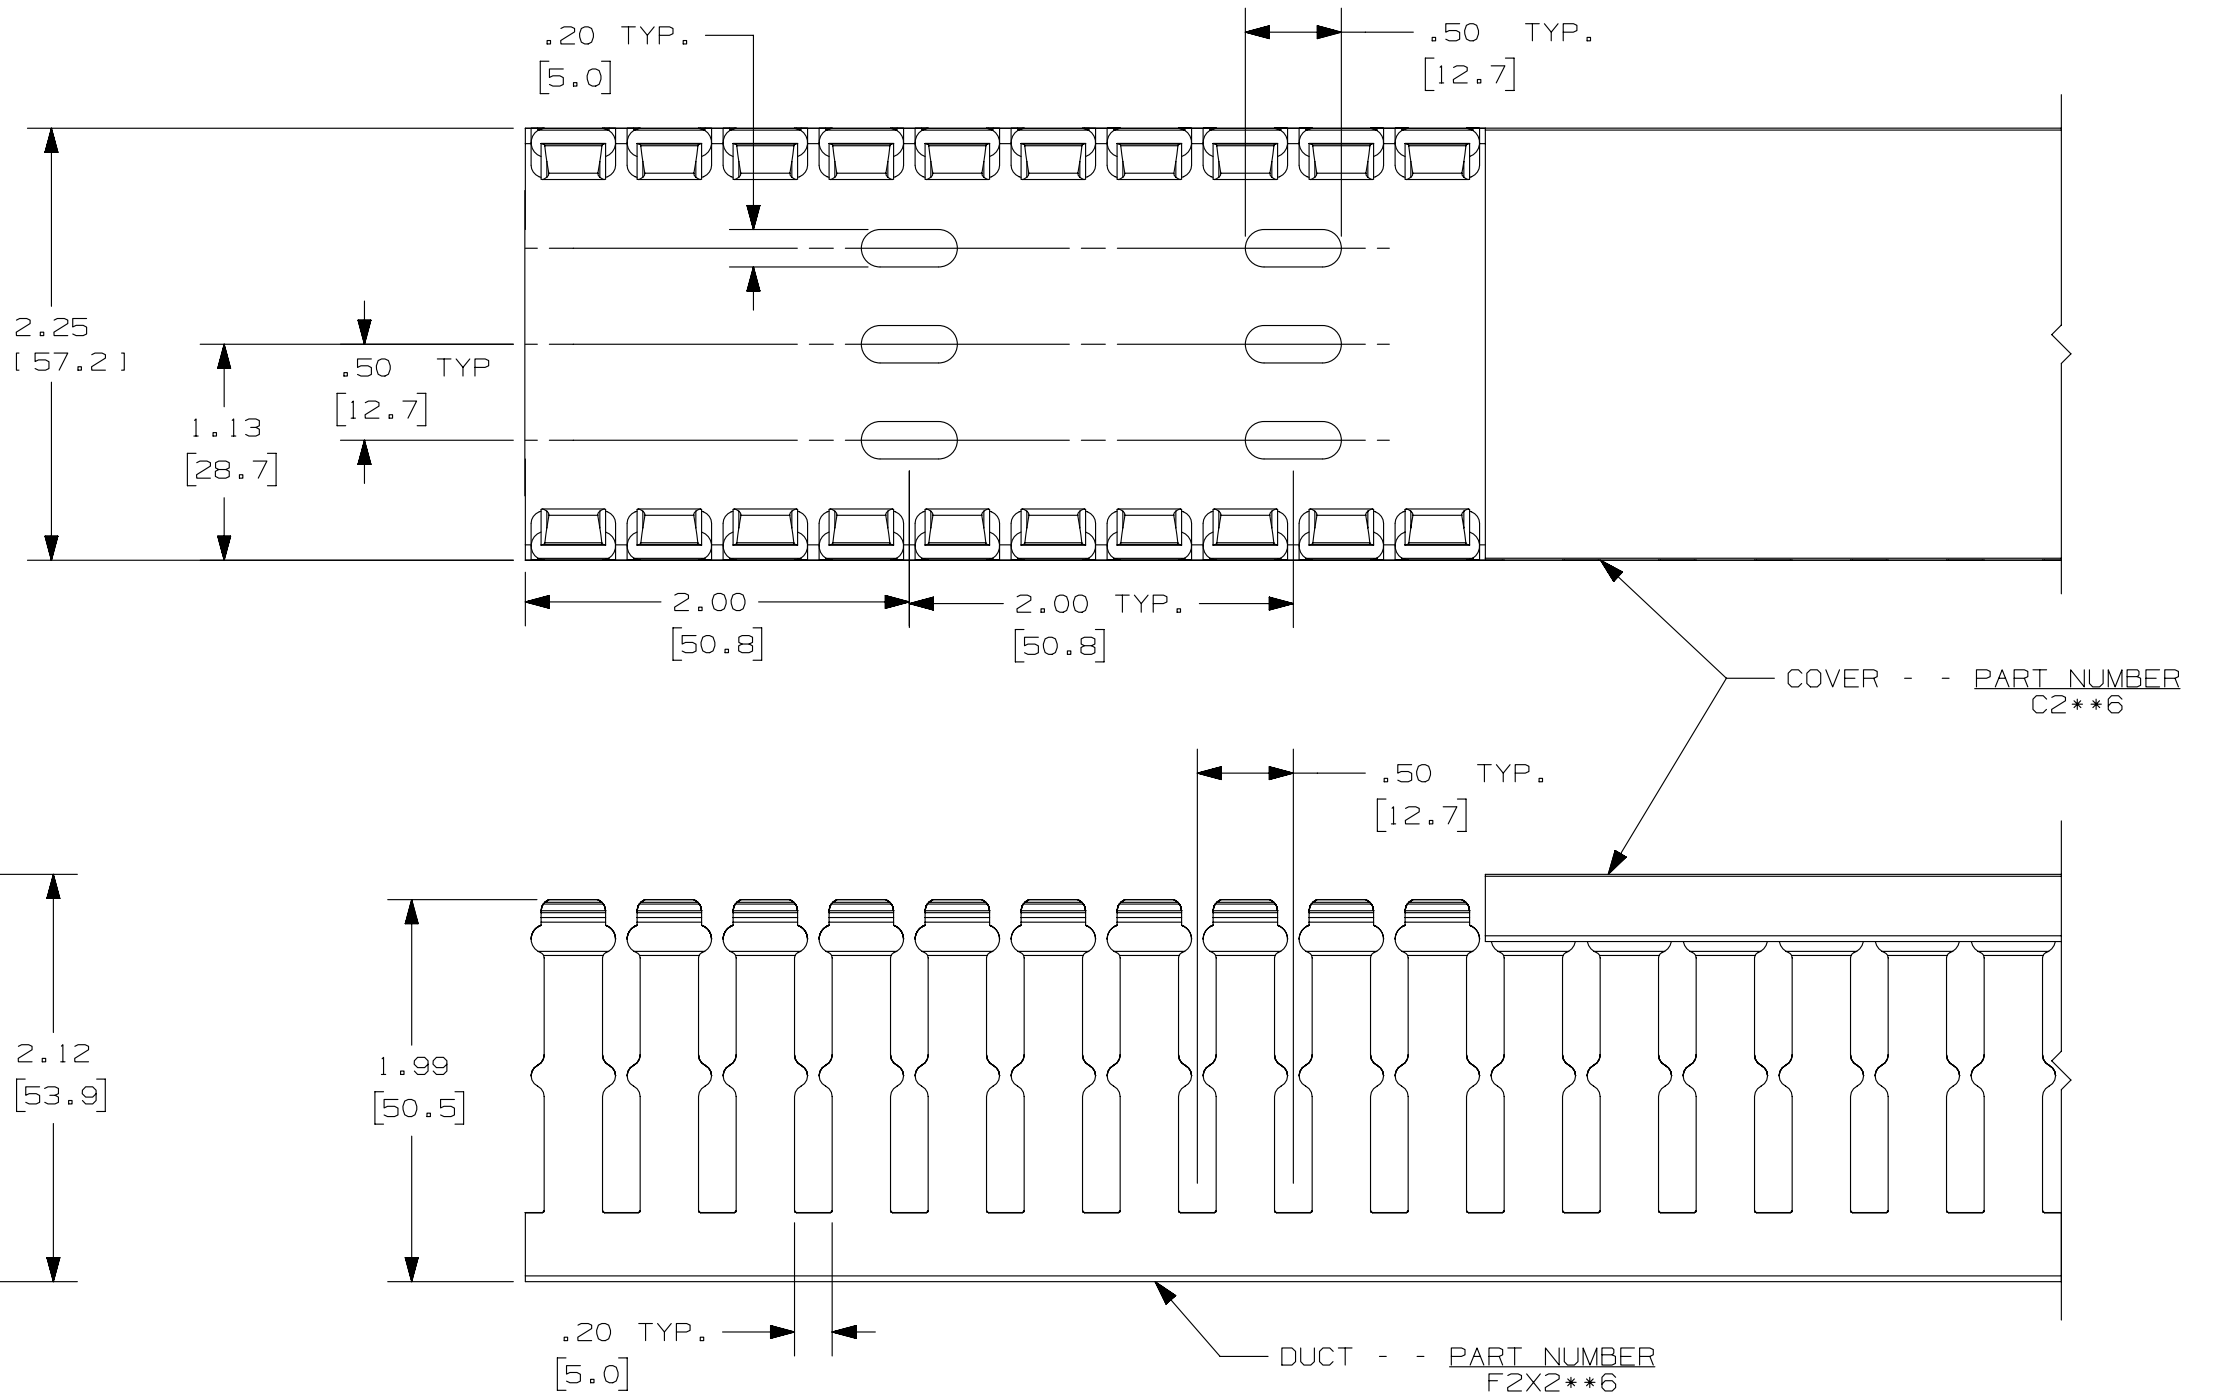 .20 TYP.
[5.0]
.50 TYP.
[12.7]
2.25
[57.2]
.50 TYP
[12.7]
1.13
[28.7]
2.00
[50.8]
2.00 TYP.
[50.8]
COVER - - PART NUMBER
C2**6
.50 TYP.
[12.7]
2.12
[53.9]
1.99
[50.5]
.20 TYP.
[5.0]
DUCT - - PART NUMBER
F2X2**6